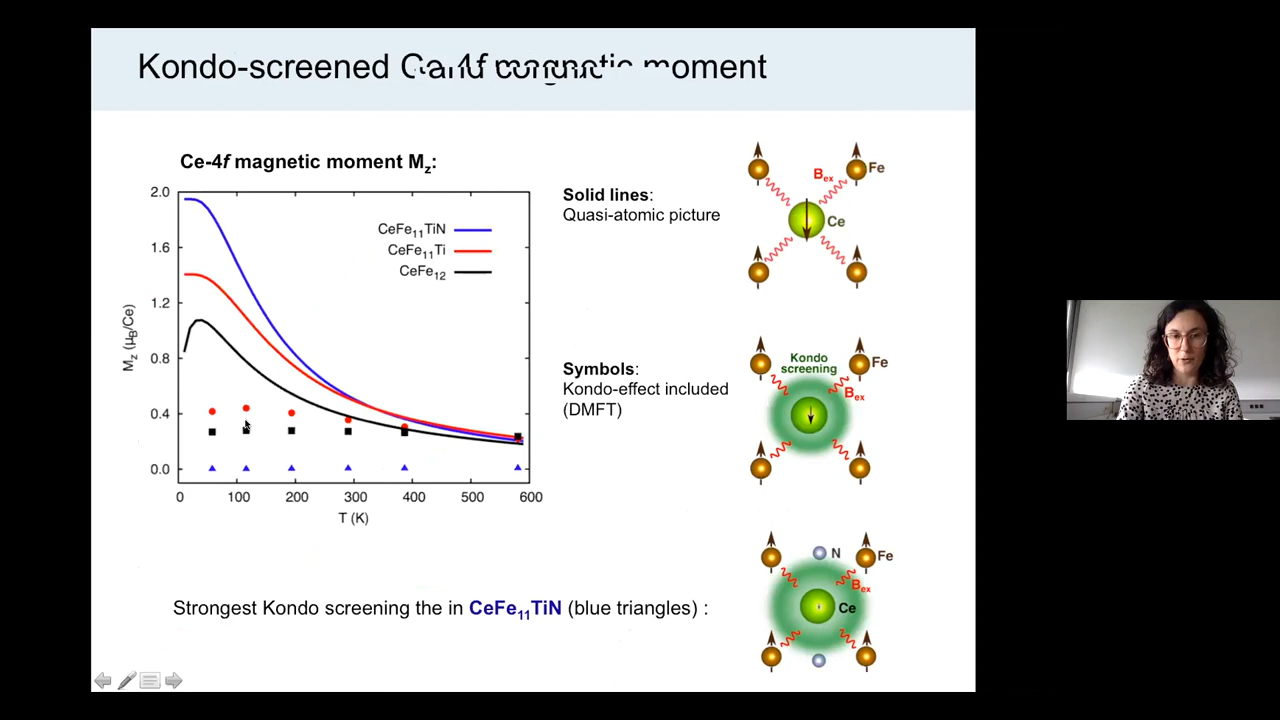 Kondo-screened moment
Ce-4f magnetic moment Mz:
2.0
1.6
1.2
0.8
0.4
0.0
Mz (μB/Ce)
CeFe11TiN
CeFe11Ti
CeFe12
0 100 200 300 400 500 600
T (K)
Solid lines:
Quasi-atomic picture
Bex
Fe
Ce
Symbols:
Kondo-effect included
(DMFT)
Kondo
screening
Fe
Bex
Strongest Kondo screening the in CeFe11TiN (blue triangles) :
N
Fe
Bex
Ce